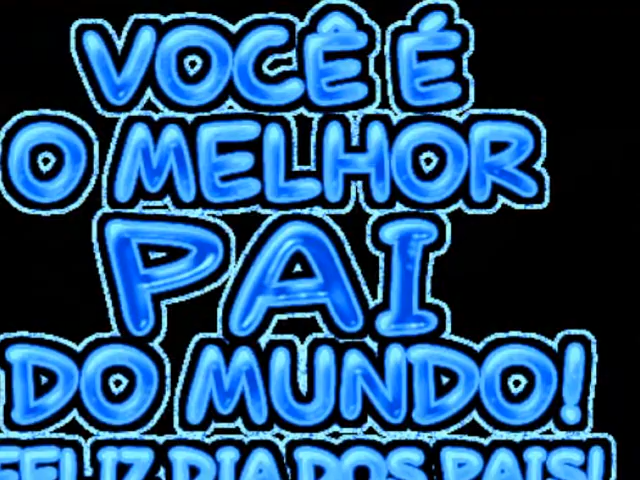 VOCÊ É
O MELHOR
PAI
DO MUNDO!
FELIZ DIA DOS PAIS!